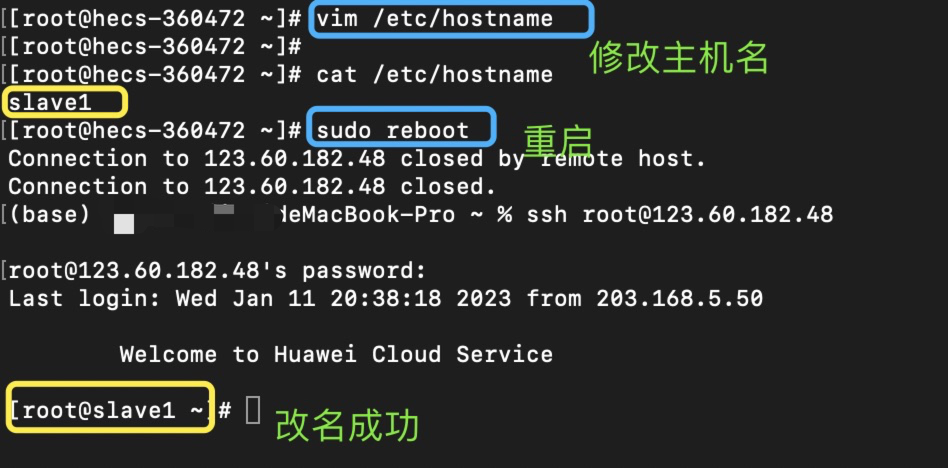 [[root@hecs-360472 ~]# vim /etc/hostname
[[root@hecs-360472 ~]#
修改主机名
[[root@hecs-360472 ~]# cat /etc/hostname
slave1
[[root@hecs-360472 ~]# sudo reboot
重启
Connection to 123.60.182.48 closed by remote host.
Connection to 123.60.182.48 closed.
[(base) deMacBook-Pro ~ % ssh root@123.60.182.48
[root@123.60.182.48's password:
Last login: Wed Jan 11 20:38:18 2023 from 203.168.5.50
Welcome to Huawei Cloud Service
[root@slave1 ~]#
改名成功